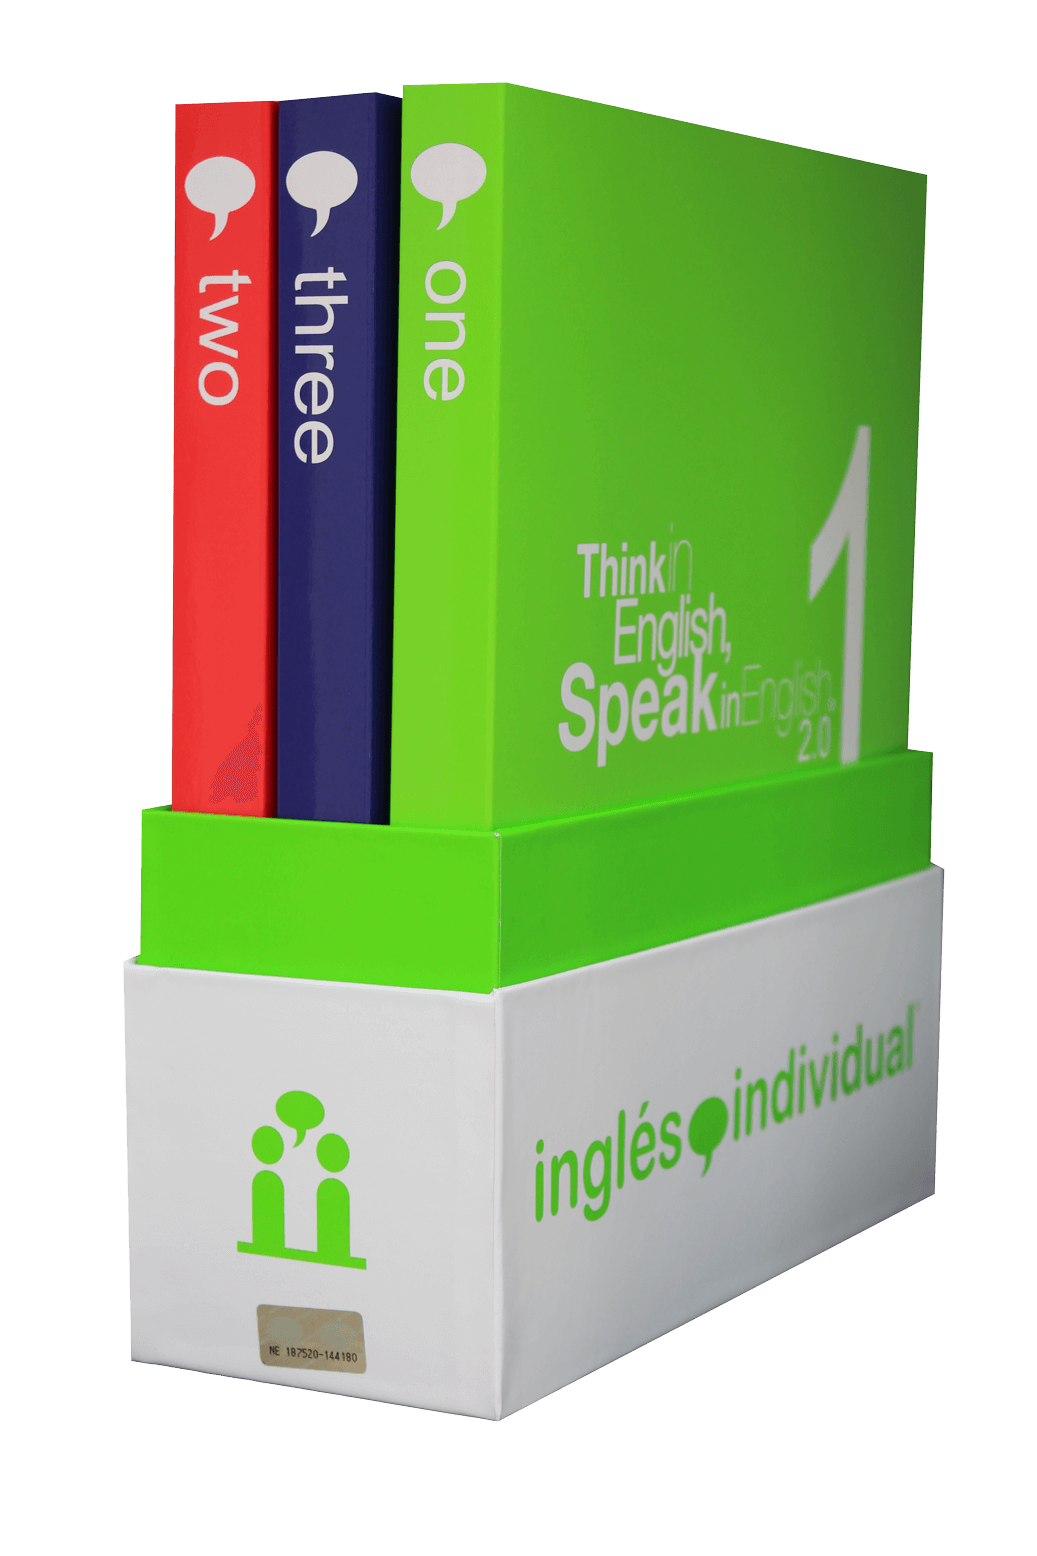 two
three
one
1
Think in
English,
Speak in English.
2.0
inglés individual
NE 187520-144180